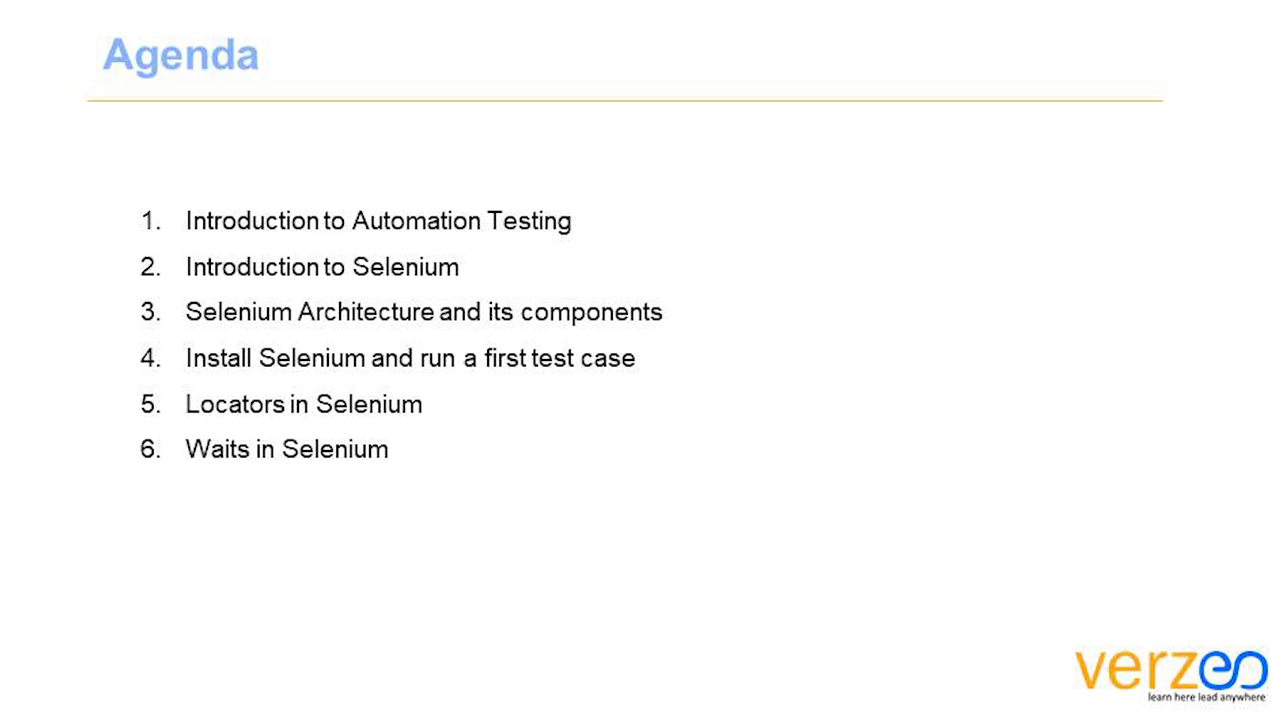 Agenda
1. Introduction to Automation Testing
2. Introduction to Selenium
3. Selenium Architecture and its components
4. Install Selenium and run a first test case
5. Locators in Selenium
6. Waits in Selenium
verzeo
learn here lead anywhere